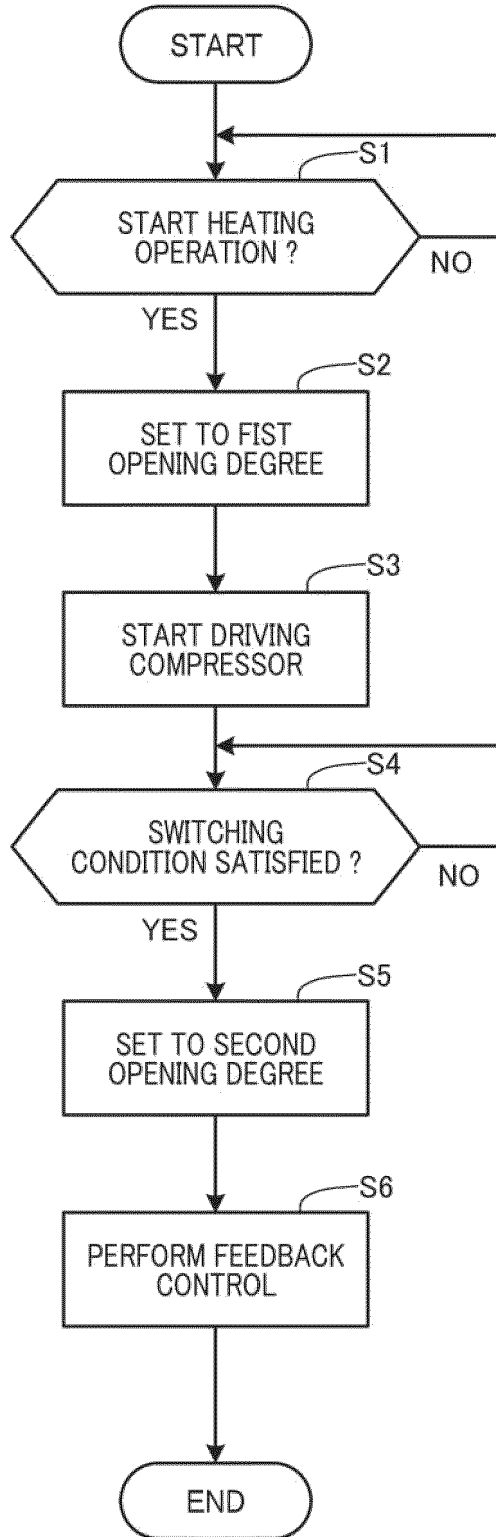 START
S1
START HEATING
OPERATION ?
NO
YES
S2
SET TO FIST
OPENING DEGREE
S3
START DRIVING
COMPRESSOR
S4
SWITCHING
CONDITION SATISFIED ?
NO
YES
S5
SET TO SECOND
OPENING DEGREE
S6
PERFORM FEEDBACK
CONTROL
END